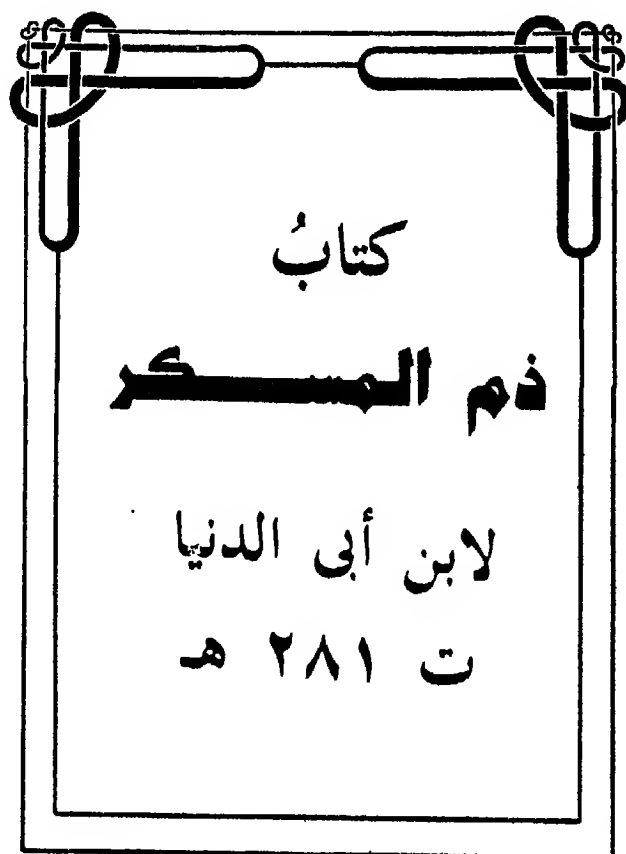 كتابُ
ذم المسكر
لابن أبى الدنيا
ت ٢٨١ هـ